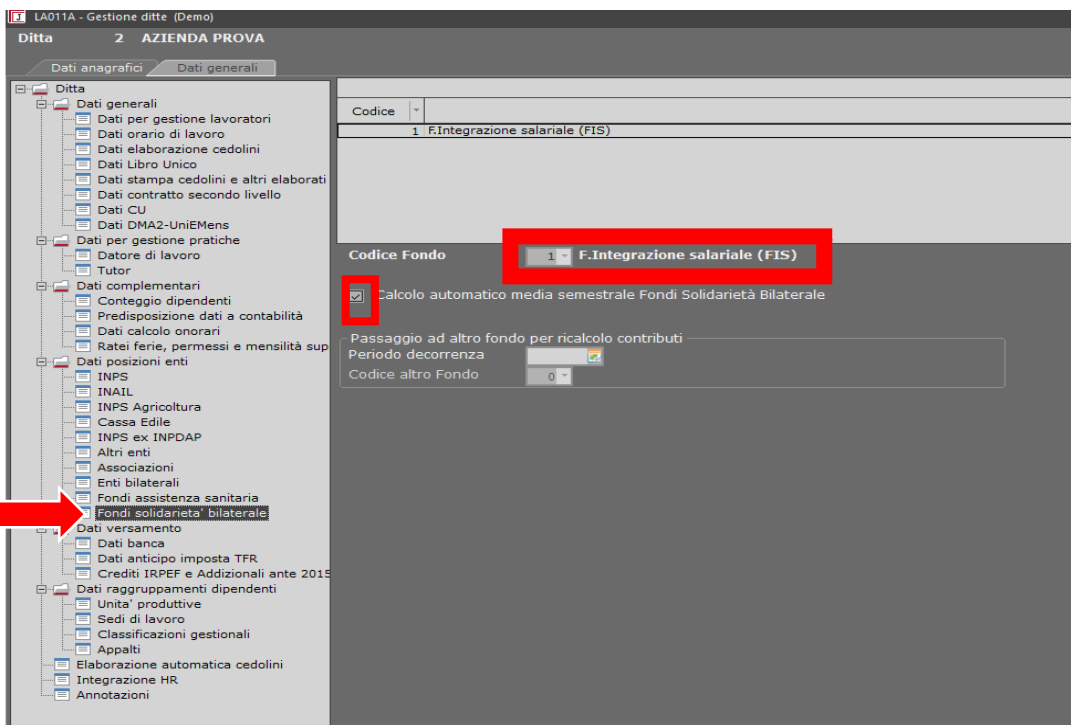 LA011A - Gestione ditte (Demo)
Ditta 2 AZIENDA PROVA
Dati anagrafici Dati generali
Ditta
Dati generali
Dati per gestione lavoratori
Dati orario di lavoro
Dati elaborazione cedolini
Dati Libro Unico
Dati stampa cedolini e altri elaborati
Dati contratto secondo livello
Dati CU
Dati DMA2-UniEMens
Dati per gestione pratiche
Datore di lavoro
Tutor
Dati complementari
Conteggio dipendenti
Predisposizione dati a contabilità
Dati calcolo onorari
Ratei ferie, permessi e mensilità sup
Dati posizioni enti
INPS
INAIL
INPS Agricoltura
Cassa Edile
INPS ex INPDAP
Altri enti
Associazioni
Enti bilaterali
Fondi assistenza sanitaria
Fondi solidarieta' bilaterale
Dati versamento
Dati banca
Dati anticipo imposta TFR
Crediti IRPEF e Addizionali ante 2015
Dati raggruppamenti dipendenti
Unita' produttive
Sedi di lavoro
Classificazioni gestionali
Appalti
Elaborazione automatica cedolini
Integrazione HR
Annotazioni
Codice
1 F.Integrazione salariale (FIS)
Codice Fondo 1 F.Integrazione salariale (FIS)
Calcolo automatico media semestrale Fondi Solidarietà Bilaterale
Passaggio ad altro fondo per ricalcolo contributi
Periodo decorrenza
Codice altro Fondo 0